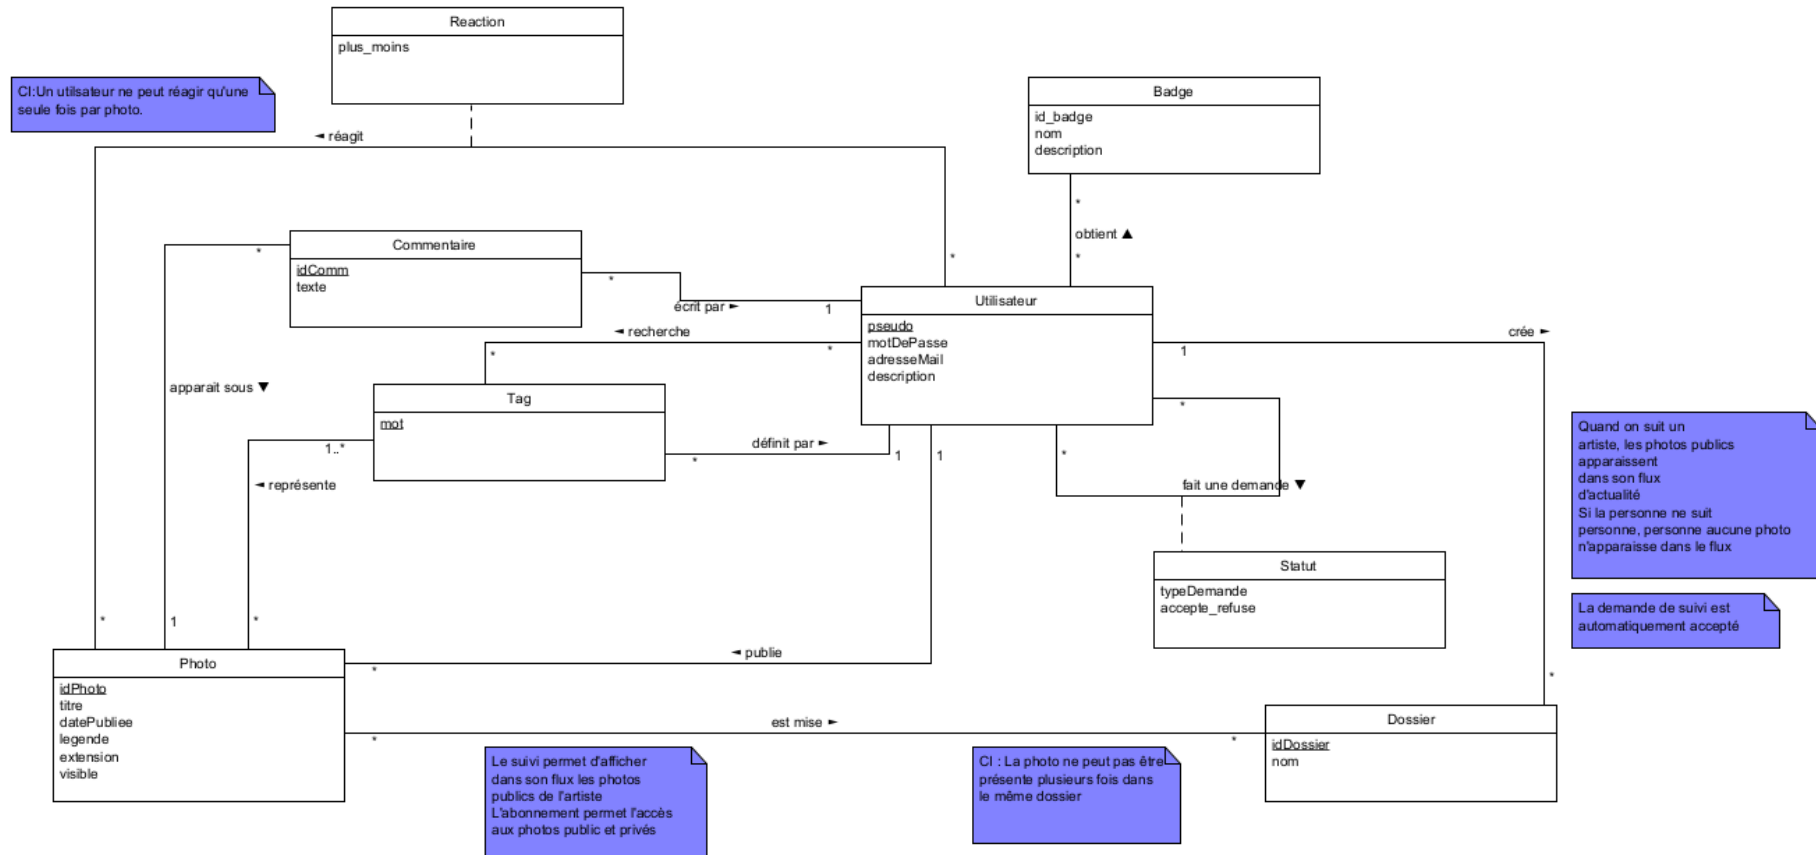 Reaction
plus_moins
CI:Un utilsateur ne peut réagir qu'une
seule fois par photo.
◄ réagit
Badge
id_badge
nom
description
*
obtient ▲
*
*
Commentaire
idComm
texte
*
*
écrit par ►
1
Utilisateur
pseudo
motDePasse
adresseMail
description
◄ recherche
*
*
crée ►
1
apparait sous ▼
Tag
mot
1..*
◄ représente
définit par ►
*
1
1
*
*
fait une demande ▼
Quand on suit un
artiste, les photos publics
apparaissent
dans son flux
d'actualité
Si la personne ne suit
personne, personne aucune photo
n'apparaisse dans le flux
Statut
typeDemande
accepte_refuse
La demande de suivi est
automatiquement accepté
*
1
*
◄ publie
*
*
Photo
idPhoto
titre
datePubliee
legende
extension
visible
est mise ►
*
*
Dossier
idDossier
nom
Le suivi permet d'afficher
dans son flux les photos
publics de l'artiste
L'abonnement permet l'accès
aux photos public et privés
CI : La photo ne peut pas être
présente plusieurs fois dans
le même dossier